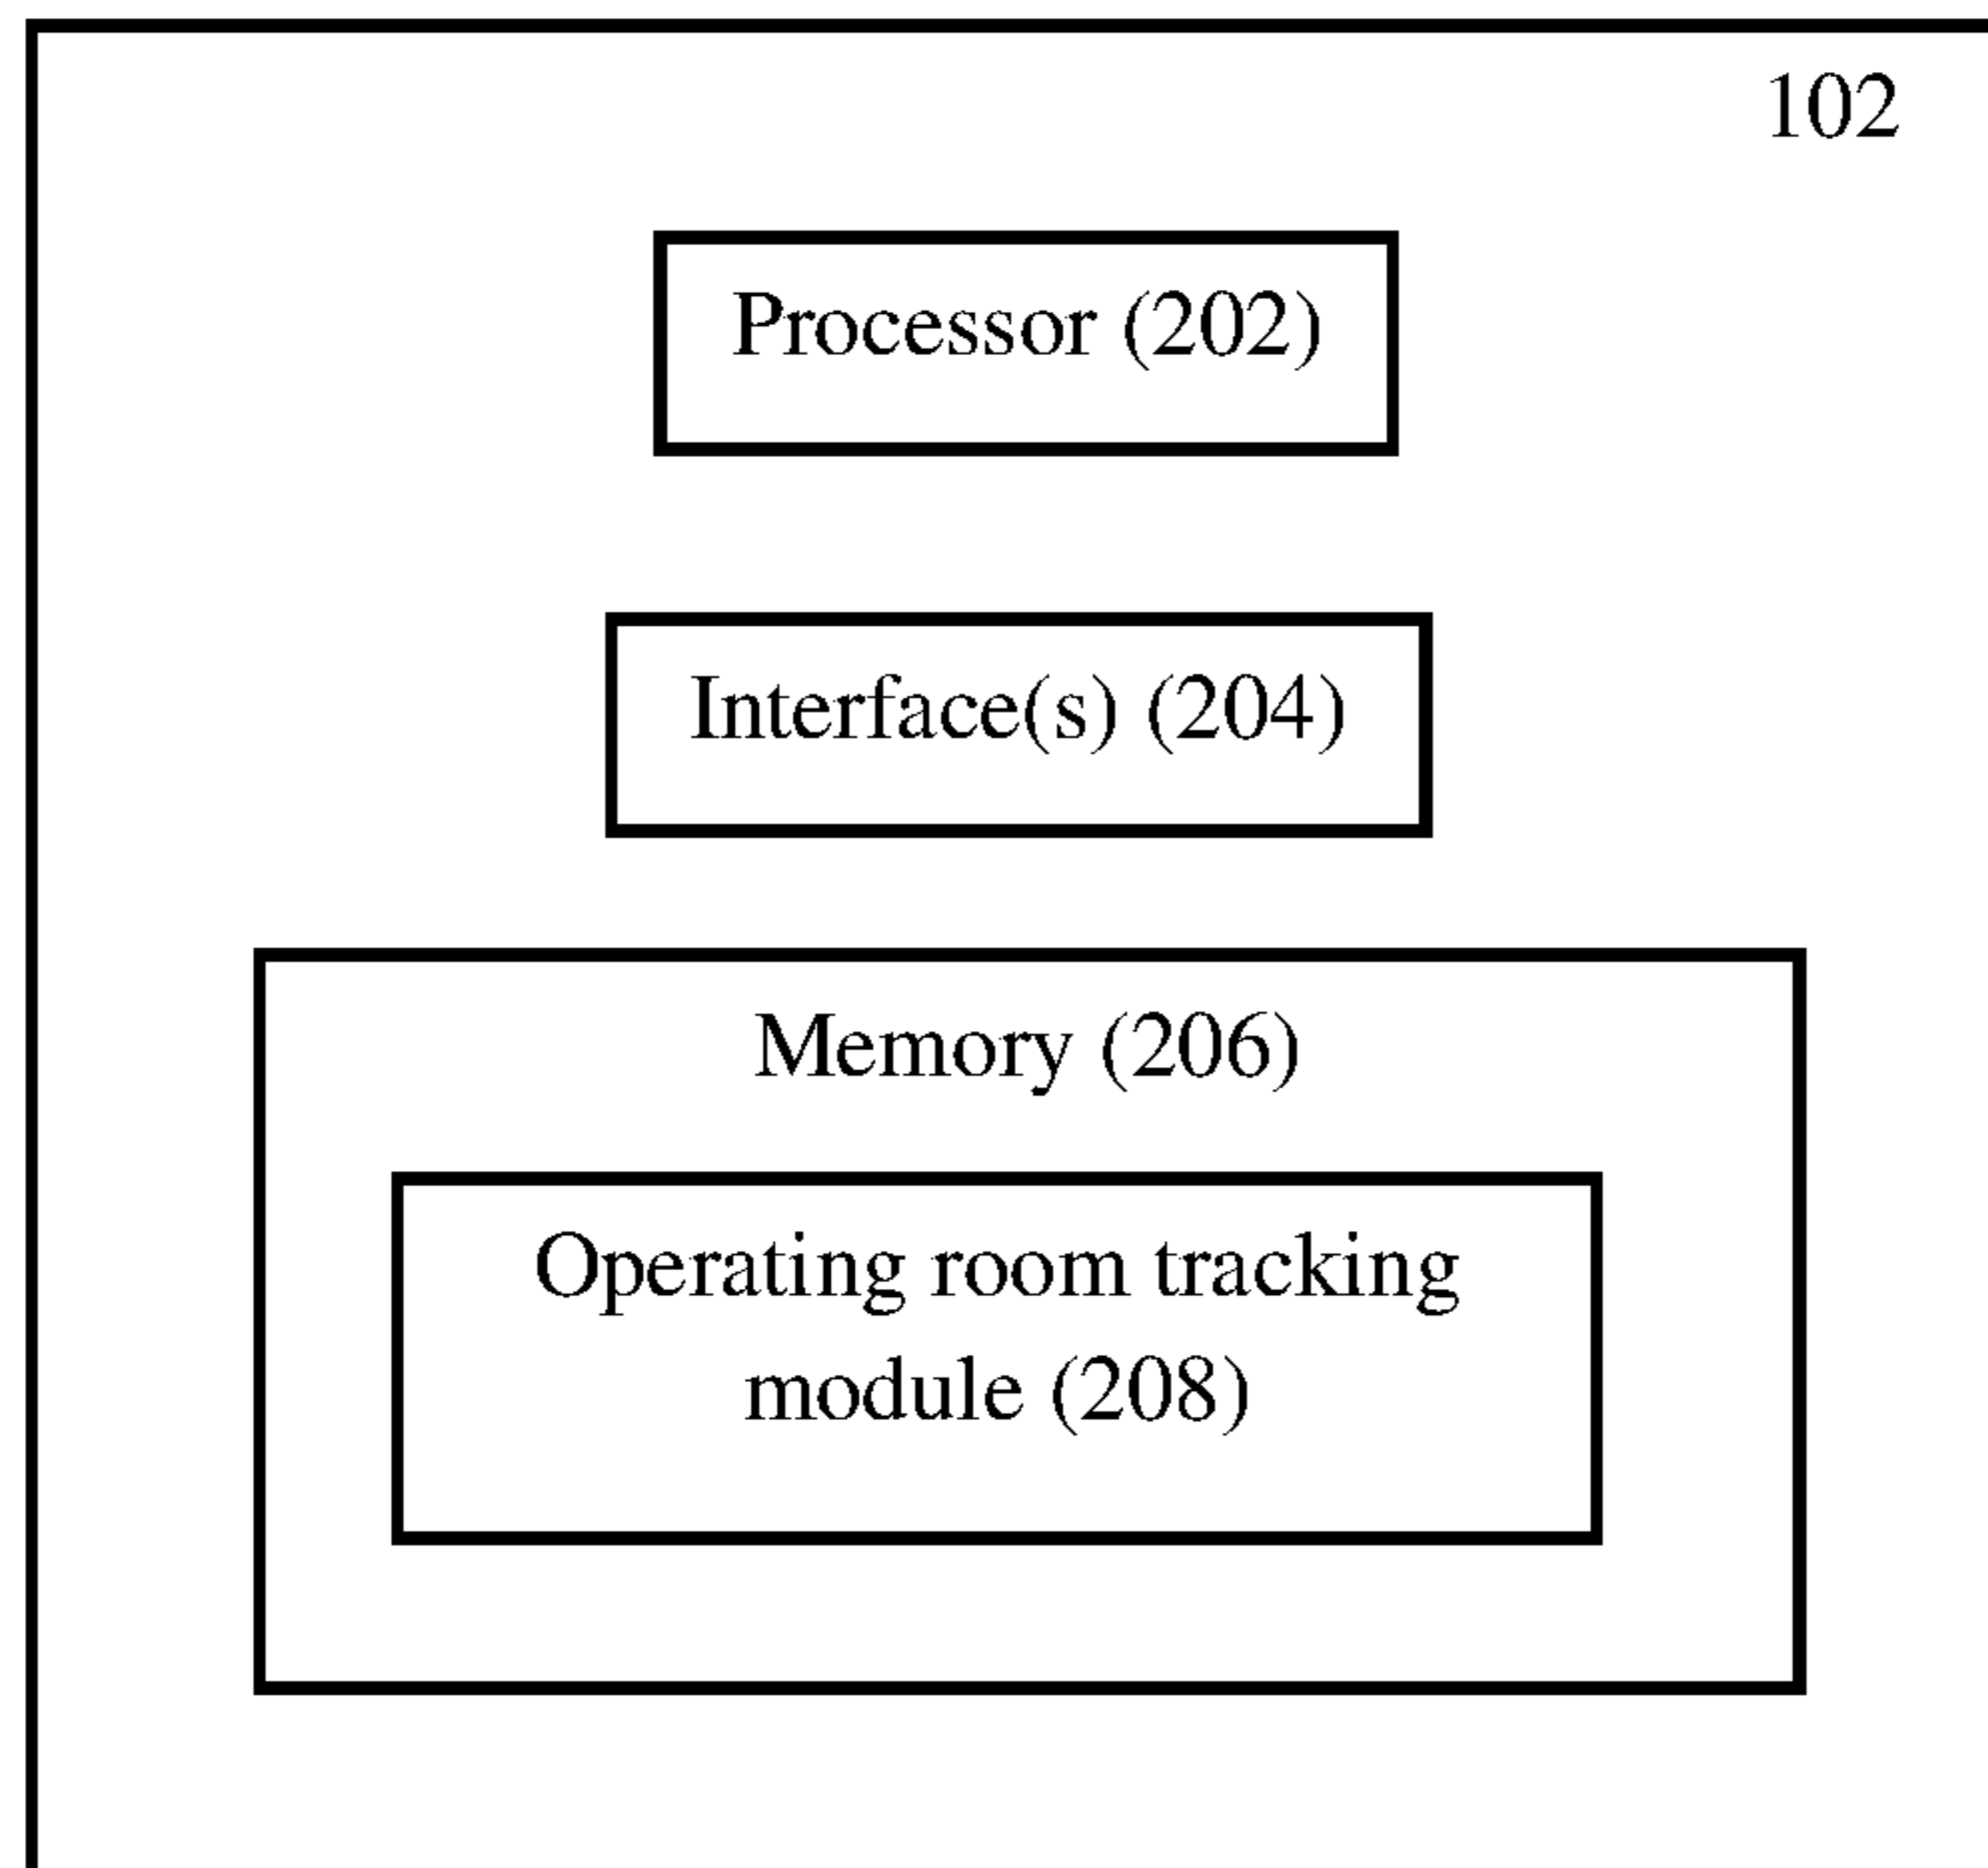 102
Processor (202)
Interface(s) (204)
Memory (206)
Operating room tracking
module (208)